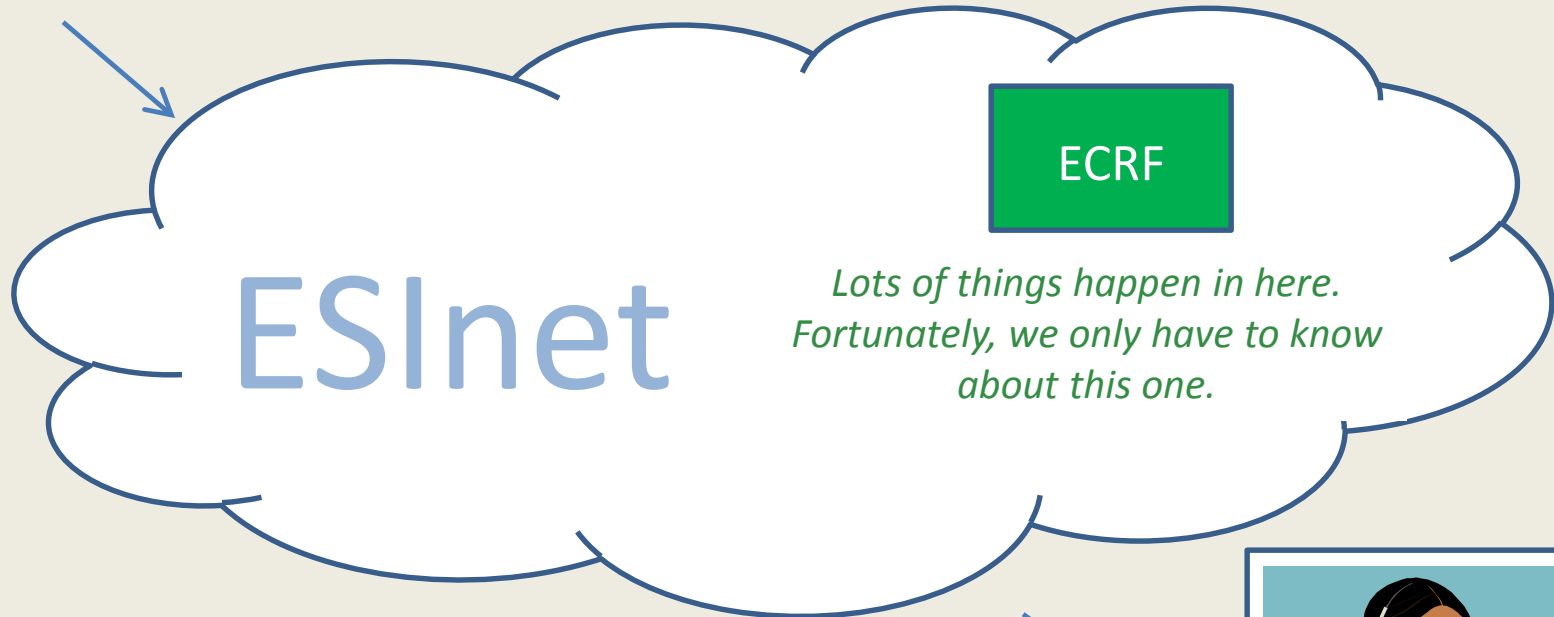 ECRF
ESInet
Lots of things happen in here.
Fortunately, we only have to know
about this one.